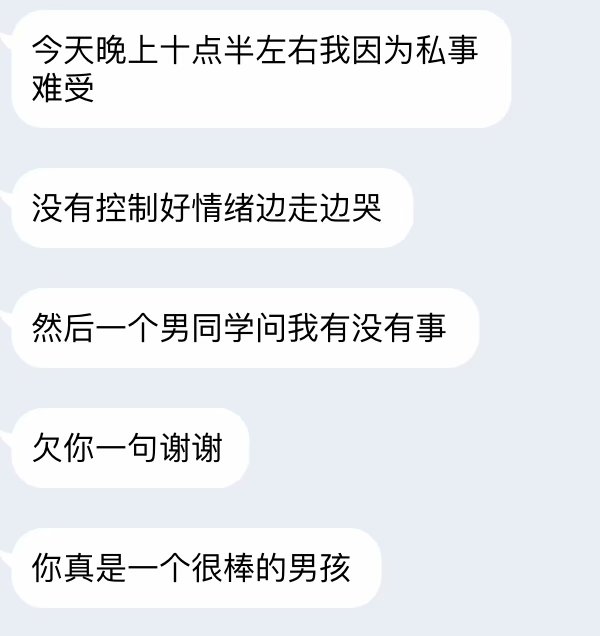 今天晚上十点半左右我因为私事
难受
没有控制好情绪边走边哭
然后一个男同学问我有没有事
欠你一句谢谢
你真是一个很棒的男孩